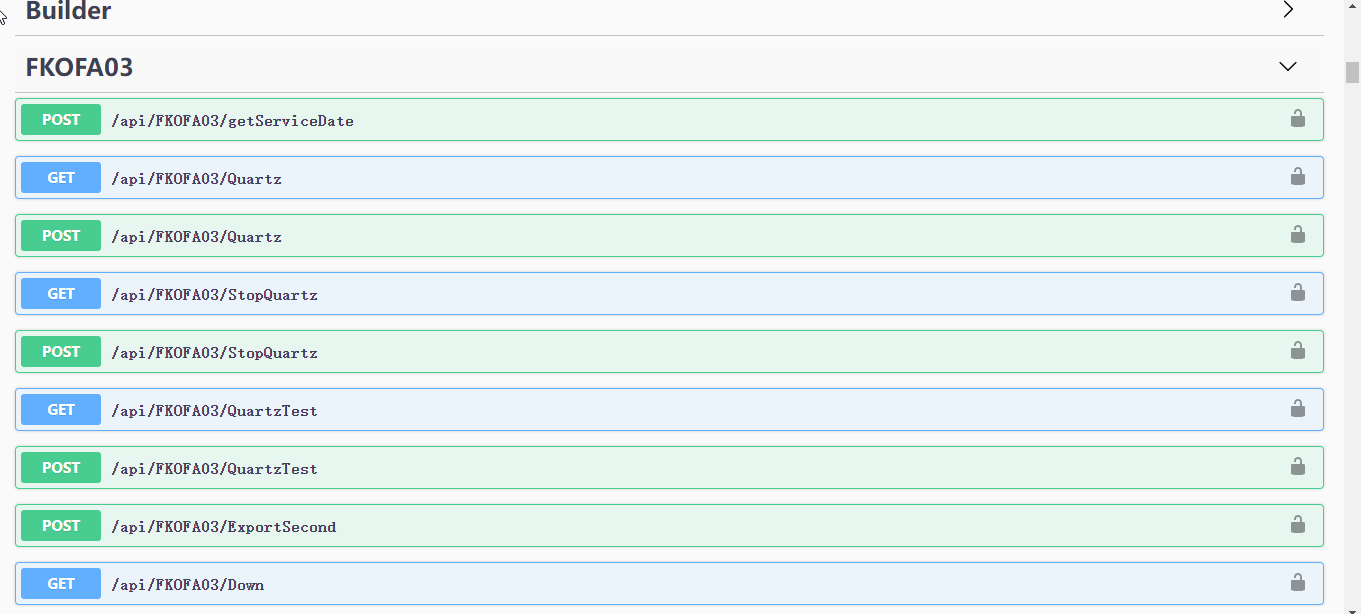 Builder
FKOFA03
POST /api/FKOFA03/getServiceDate
GET /api/FKOFA03/Quartz
POST /api/FKOFA03/Quartz
GET /api/FKOFA03/StopQuartz
POST /api/FKOFA03/StopQuartz
GET /api/FKOFA03/QuartzTest
POST /api/FKOFA03/QuartzTest
POST /api/FKOFA03/ExportSecond
GET /api/FKOFA03/Down